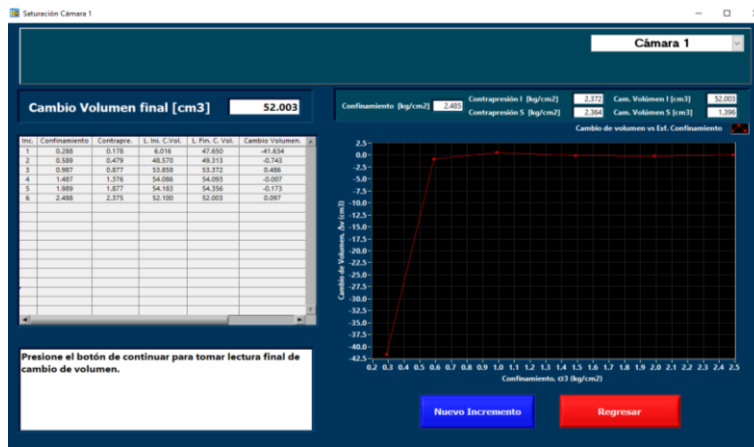 Saturación Cámara 1
Cámara 1
Cambio Volumen final [cm3] 52.003
Confinamiento [kg/cm2] 2.485
Contrapresión I [kg/cm2] 2.372 Cam. Volúmen I [cm3] 52.003
Contrapresión S [kg/cm2] 2.364 Cam. Volúmen S [cm3] 1.396
Cambio de volumen vs Esf. Confinamiento
Inc. Confinamiento Contrapre. L. Ini. C.Vol. L. Fin. C. Vol. Cambio Volumen.
1 0.288 0.178 6.016 47.650 -41.634
2 0.589 0.479 48.570 49.313 -0.743
3 0.987 0.877 53.858 53.372 0.486
4 1.487 1.376 54.086 54.093 -0.007
5 1.989 1.877 54.183 54.356 -0.173
6 2.488 2.375 52.100 52.003 0.097
Cambio de Volumen, Δv (cm3)
2.5
0.0
-2.5
-5.0
-7.5
-10.0
-12.5
-15.0
-17.5
-20.0
-22.5
-25.0
-27.5
-30.0
-32.5
-35.0
-37.5
-40.0
-42.5
0.2 0.3 0.4 0.5 0.6 0.7 0.8 0.9 1.0 1.1 1.2 1.3 1.4 1.5 1.6 1.7 1.8 1.9 2.0 2.1 2.2 2.3 2.4 2.5
Confinamiento, σ3 (kg/cm2)
Presione el botón de continuar para tomar lectura final de
cambio de volumen.
Nuevo Incremento
Regresar